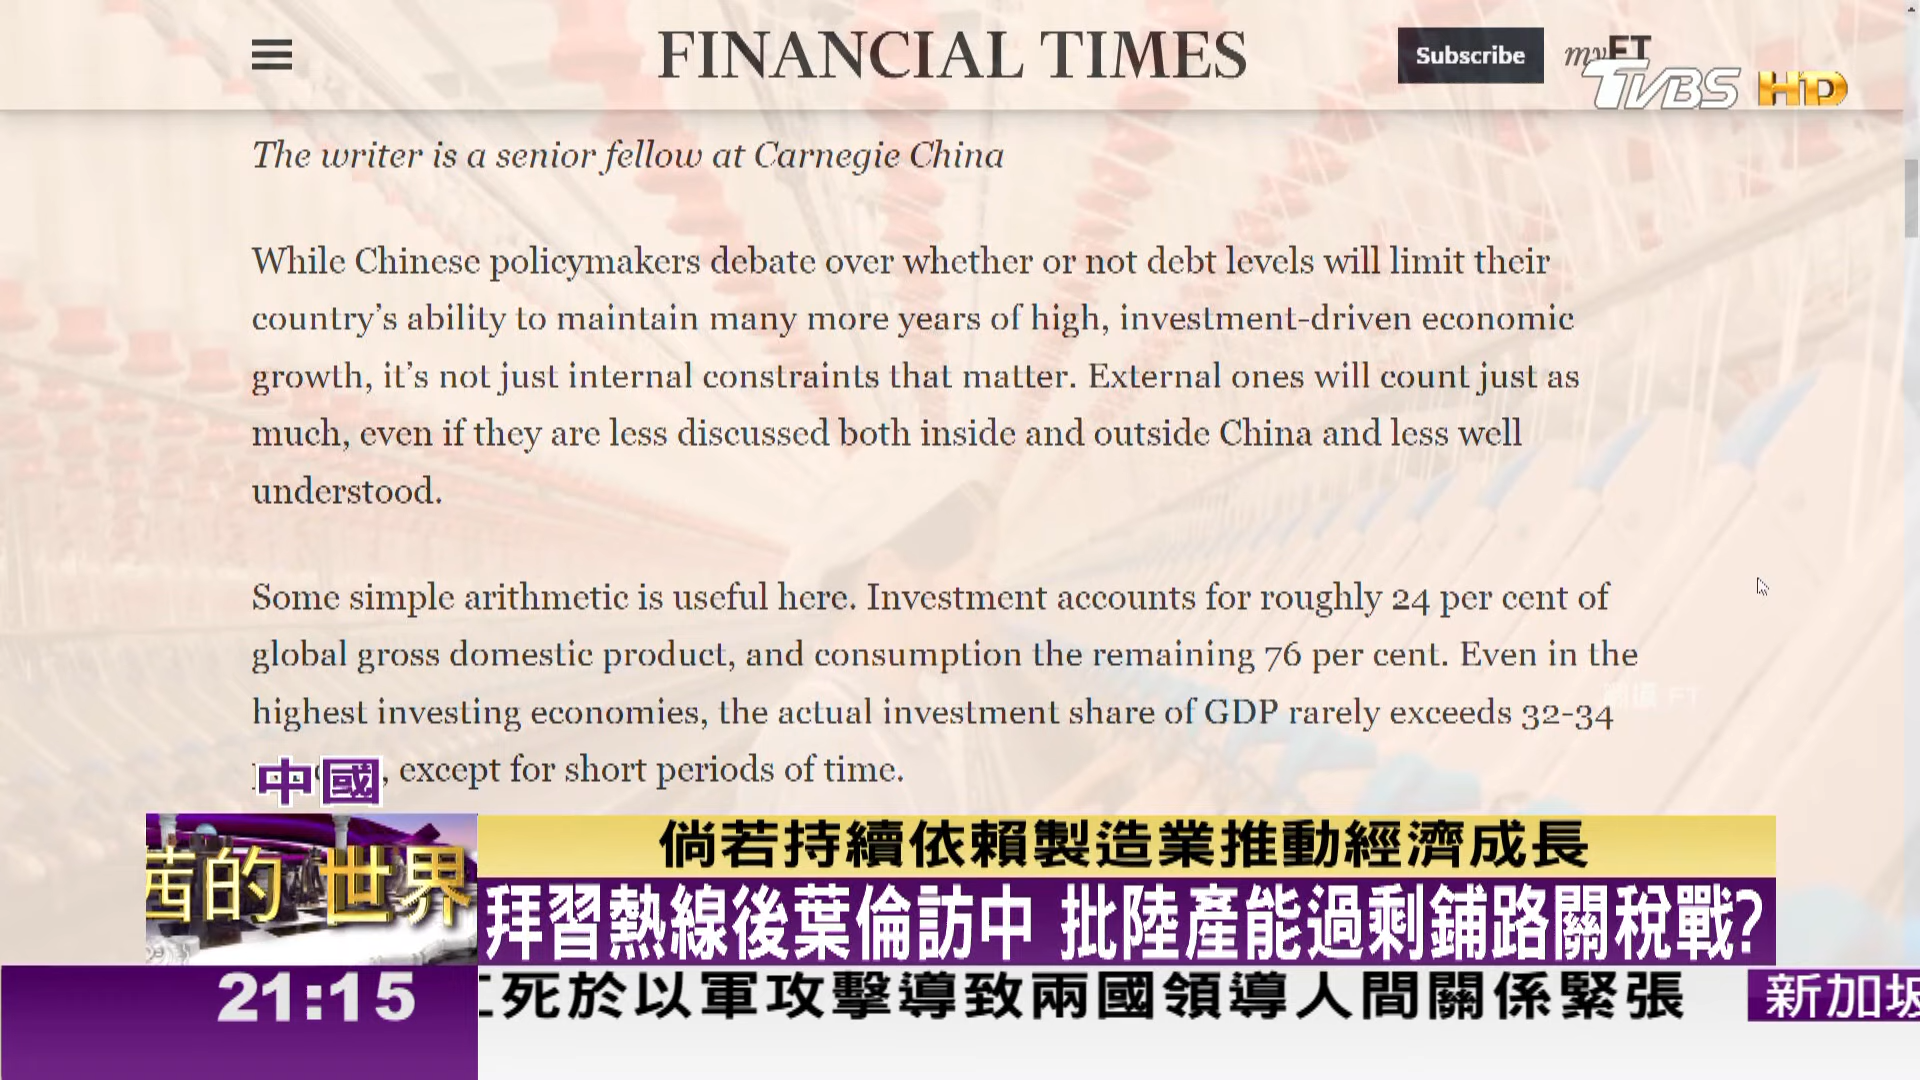 FINANCIAL TIMES
Subscribe
myFT
TVBS HD
The writer is a senior fellow at Carnegie China
While Chinese policymakers debate over whether or not debt levels will limit their
country’s ability to maintain many more years of high, investment-driven economic
growth, it’s not just internal constraints that matter. External ones will count just as
much, even if they are less discussed both inside and outside China and less well
understood.
Some simple arithmetic is useful here. Investment accounts for roughly 24 per cent of
global gross domestic product, and consumption the remaining 76 per cent. Even in the
highest investing economies, the actual investment share of GDP rarely exceeds 32-34
, except for short periods of time.
翻攝 FT
中國
茜的 世界
倘若持續依賴製造業推動經濟成長
拜習熱線後葉倫訪中 批陸產能過剩鋪路關稅戰?
21:15
工死於以軍攻擊導致兩國領導人間關係緊張
新加坡